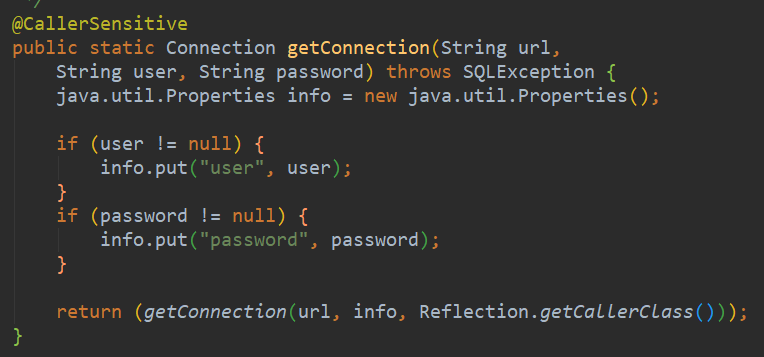 */
@CallerSensitive
public static Connection getConnection(String url,
    String user, String password) throws SQLException {
    java.util.Properties info = new java.util.Properties();

    if (user != null) {
        info.put("user", user);
    }
    if (password != null) {
        info.put("password", password);
    }

    return (getConnection(url, info, Reflection.getCallerClass()));
}